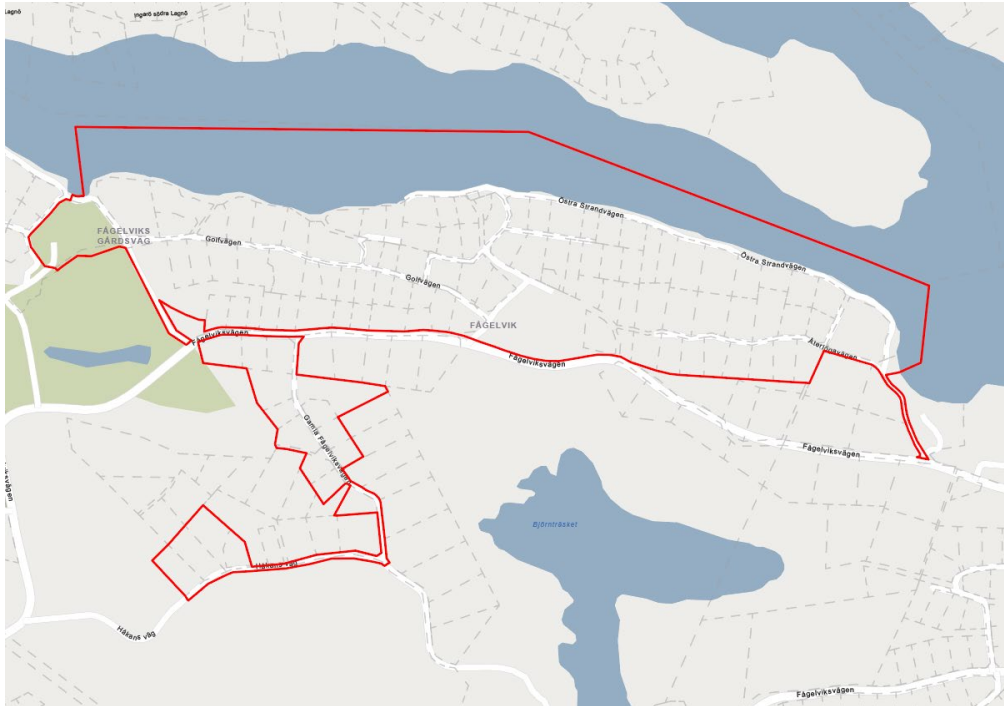 Lagnö
Ingarö södra Lagnö
Östra Strandvägen
FÅGELVIKS
GÅRDSVÄG
Golfvägen
Östra Strandvägen
Golfvägen
FÅGELVIK
Fågelviksvägen
Fågelviksvägen
Gamla Fågelviksvägen
Fågelviksvägen
Björnträsket
Håkans väg
Håkans väg
Fågelviksvägen